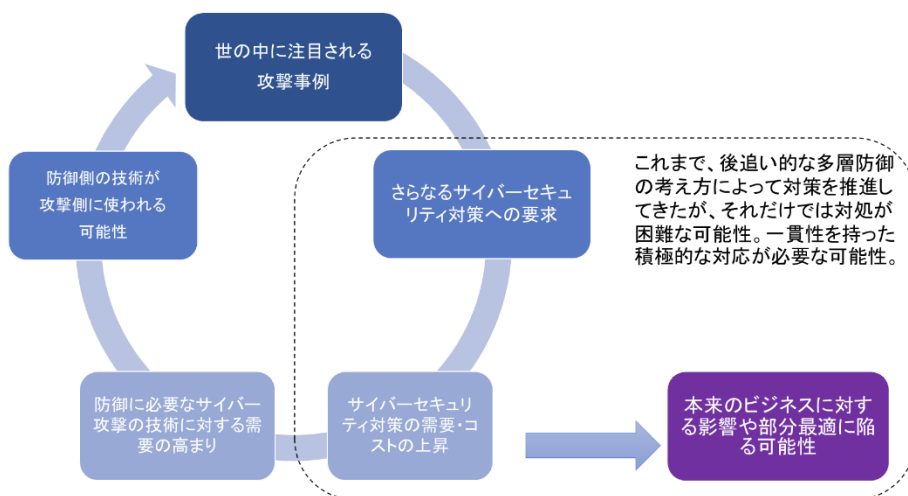 世の中に注目される
攻撃事例
さらなるサイバーセキュ
リティ対策への要求
これまで、後追い的な多層防御
の考え方によって対策を推進し
てきたが、それだけでは対処が
困難な可能性。一貫性を持った
積極的な対応が必要な可能性。
防御側の技術が
攻撃側に使われる
可能性
防御に必要なサイバー
攻撃の技術に対する需
要の高まり
サイバーセキュリ
ティ対策の需要・コ
ストの上昇
本来のビジネスに対す
る影響や部分最適に陥
る可能性